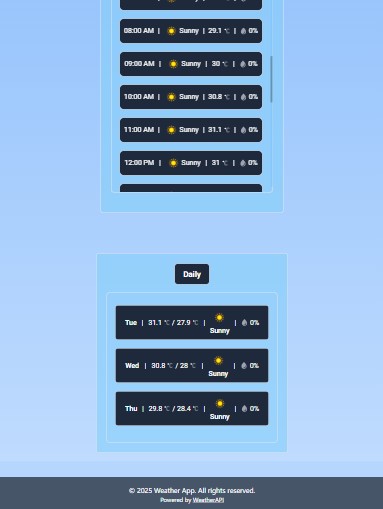 08:00 AM | Sunny | 29.1 °C | 0%
09:00 AM | Sunny | 30 °C | 0%
10:00 AM | Sunny | 30.8 °C | 0%
11:00 AM | Sunny | 31.1 °C | 0%
12:00 PM | Sunny | 31 °C | 0%
Daily
Tue | 31.1 °C / 27.9 °C | Sunny | 0%
Wed | 30.8 °C / 28 °C | Sunny | 0%
Thu | 29.8 °C / 28.4 °C | Sunny | 0%
© 2025 Weather App. All rights reserved.
Powered by WeatherAPI